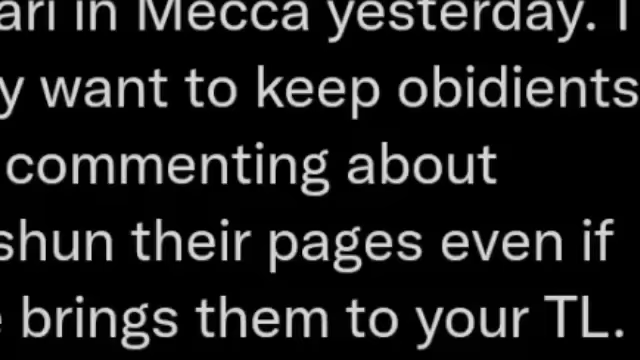 ari in Mecca yesterday. T
y want to keep obidients
commenting about
shun their pages even if
e brings them to your TL.